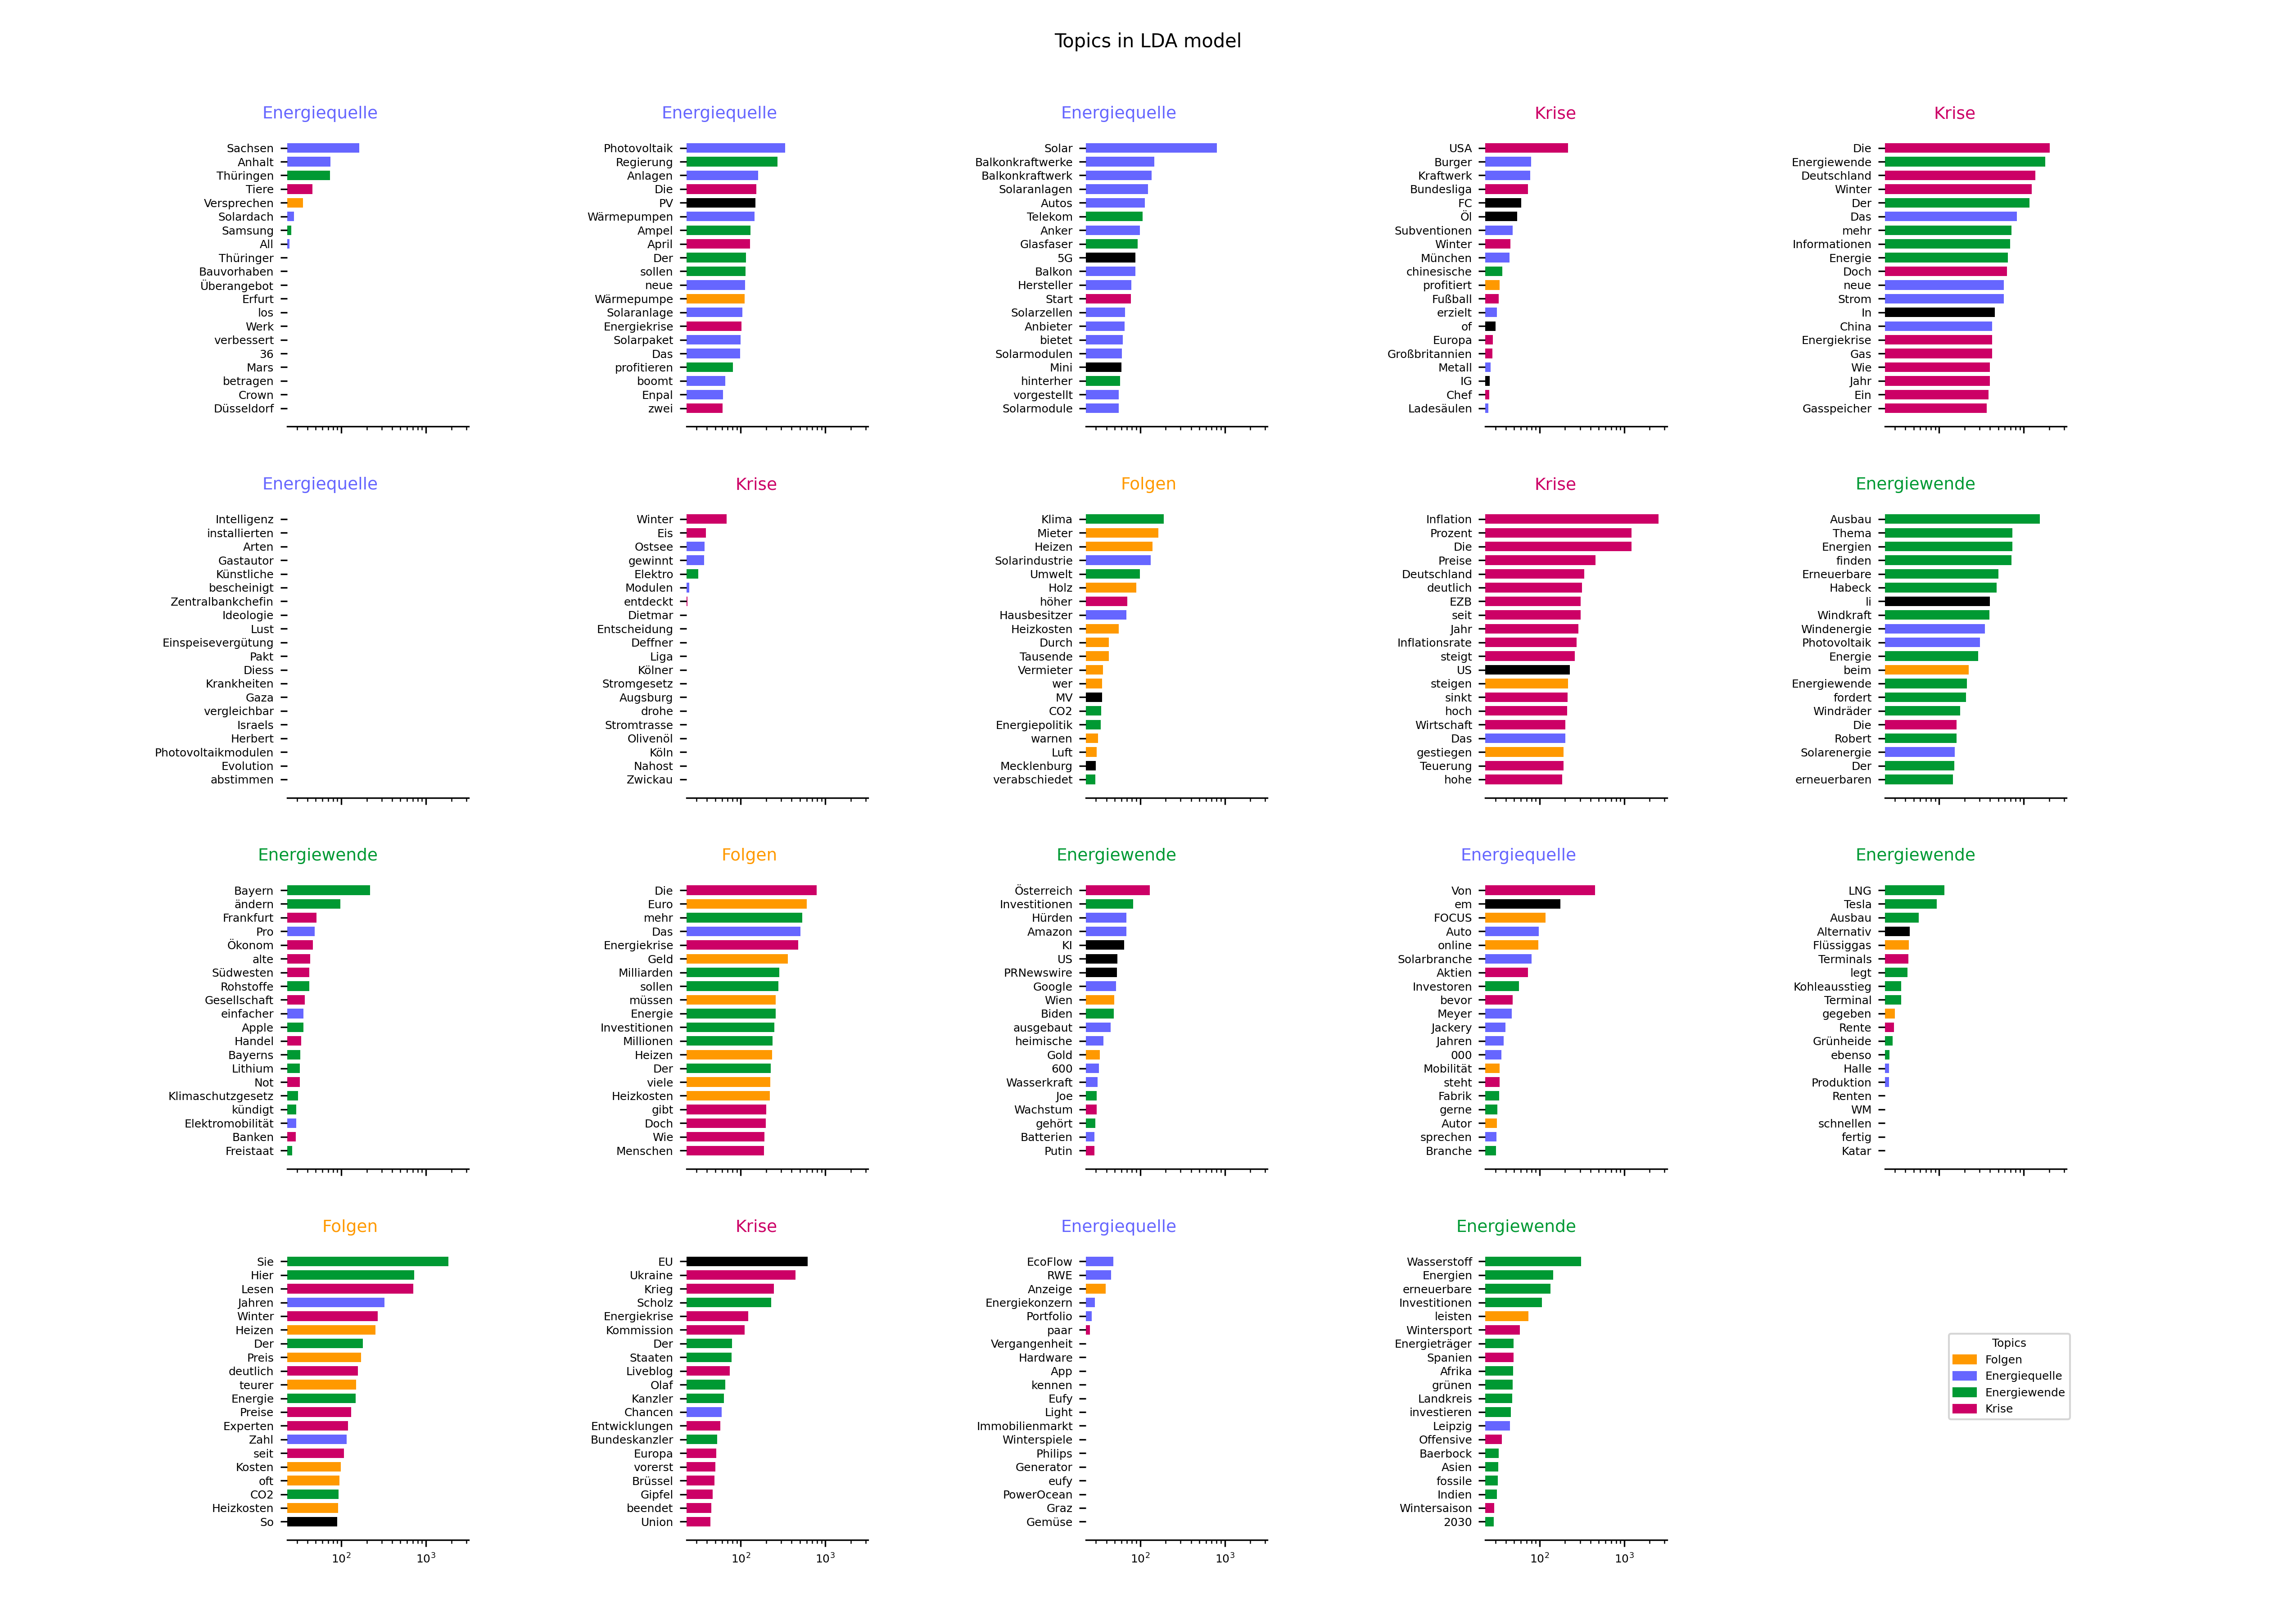 Topics in LDA model
Energiequelle
Sachsen
Anhalt
Thüringen
Tiere
Versprechen
Solardach
Samsung
All
Thüringer
Bauvorhaben
Überangebot
Erfurt
los
Werk
verbessert
36
Mars
betragen
Crown
Düsseldorf
Energiequelle
Photovoltaik
Regierung
Anlagen
Die
PV
Wärmepumpen
Ampel
April
Der
sollen
neue
Wärmepumpe
Solaranlage
Energiekrise
Solarpaket
Das
profitieren
boomt
Enpal
zwei
Energiequelle
Solar
Balkonkraftwerke
Balkonkraftwerk
Solaranlagen
Autos
Telekom
Anker
Glasfaser
5G
Balkon
Hersteller
Start
Solarzellen
Anbieter
bietet
Solarmodulen
Mini
hinterher
vorgestellt
Solarmodule
Krise
USA
Burger
Kraftwerk
Bundesliga
FC
Öl
Subventionen
Winter
München
chinesische
profitiert
Fußball
erzielt
of
Europa
Großbritannien
Metall
IG
Chef
Ladesäulen
Krise
Die
Energiewende
Deutschland
Winter
Der
Das
mehr
Informationen
Energie
Doch
neue
Strom
In
China
Energiekrise
Gas
Wie
Jahr
Ein
Gasspeicher
Energiequelle
Intelligenz
installierten
Arten
Gastautor
Künstliche
bescheinigt
Zentralbankchefin
Ideologie
Lust
Einspeisevergütung
Pakt
Diess
Krankheiten
Gaza
vergleichbar
Israels
Herbert
Photovoltaikmodulen
Evolution
abstimmen
Krise
Winter
Eis
Ostsee
gewinnt
Elektro
Modulen
entdeckt
Dietmar
Entscheidung
Deffner
Liga
Kölner
Stromgesetz
Augsburg
drohe
Stromtrasse
Olivenöl
Köln
Nahost
Zwickau
Folgen
Klima
Mieter
Heizen
Solarindustrie
Umwelt
Holz
höher
Hausbesitzer
Heizkosten
Durch
Tausende
Vermieter
wer
MV
CO2
Energiepolitik
warnen
Luft
Mecklenburg
verabschiedet
Krise
Inflation
Prozent
Die
Preise
Deutschland
deutlich
EZB
seit
Jahr
Inflationsrate
steigt
US
steigen
sinkt
hoch
Wirtschaft
Das
gestiegen
Teuerung
hohe
Energiewende
Ausbau
Thema
Energien
finden
Erneuerbare
Habeck
li
Windkraft
Windenergie
Photovoltaik
Energie
beim
Energiewende
fordert
Windräder
Die
Robert
Solarenergie
Der
erneuerbaren
Energiewende
Bayern
ändern
Frankfurt
Pro
Ökonom
alte
Südwesten
Rohstoffe
Gesellschaft
einfacher
Apple
Handel
Bayerns
Lithium
Not
Klimaschutzgesetz
kündigt
Elektromobilität
Banken
Freistaat
Folgen
Die
Euro
mehr
Das
Energiekrise
Geld
Milliarden
sollen
müssen
Energie
Investitionen
Millionen
Heizen
Der
viele
Heizkosten
gibt
Doch
Wie
Menschen
Energiewende
Österreich
Investitionen
Hürden
Amazon
KI
US
PRNewswire
Google
Wien
Biden
ausgebaut
heimische
Gold
600
Wasserkraft
Joe
Wachstum
gehört
Batterien
Putin
Energiequelle
Von
em
FOCUS
Auto
online
Solarbranche
Aktien
Investoren
bevor
Meyer
Jackery
Jahren
000
Mobilität
steht
Fabrik
gerne
Autor
sprechen
Branche
Energiewende
LNG
Tesla
Ausbau
Alternativ
Flüssiggas
Terminals
legt
Kohleausstieg
Terminal
gegeben
Rente
Grünheide
ebenso
Halle
Produktion
Renten
WM
schnellen
fertig
Katar
Folgen
Sie
Hier
Lesen
Jahren
Winter
Heizen
Der
Preis
deutlich
teurer
Energie
Preise
Experten
Zahl
seit
Kosten
oft
CO2
Heizkosten
So
10²
10³
Krise
EU
Ukraine
Krieg
Scholz
Energiekrise
Kommission
Der
Staaten
Liveblog
Olaf
Kanzler
Chancen
Entwicklungen
Bundeskanzler
Europa
vorerst
Brüssel
Gipfel
beendet
Union
10²
10³
Energiequelle
EcoFlow
RWE
Anzeige
Energiekonzern
Portfolio
paar
Vergangenheit
Hardware
App
kennen
Eufy
Light
Immobilienmarkt
Winterspiele
Philips
Generator
eufy
PowerOcean
Graz
Gemüse
10²
10³
Energiewende
Wasserstoff
Energien
erneuerbare
Investitionen
leisten
Wintersport
Energieträger
Spanien
Afrika
grünen
Landkreis
investieren
Leipzig
Offensive
Baerbock
Asien
fossile
Indien
Wintersaison
2030
10²
10³
Topics
Folgen
Energiequelle
Energiewende
Krise